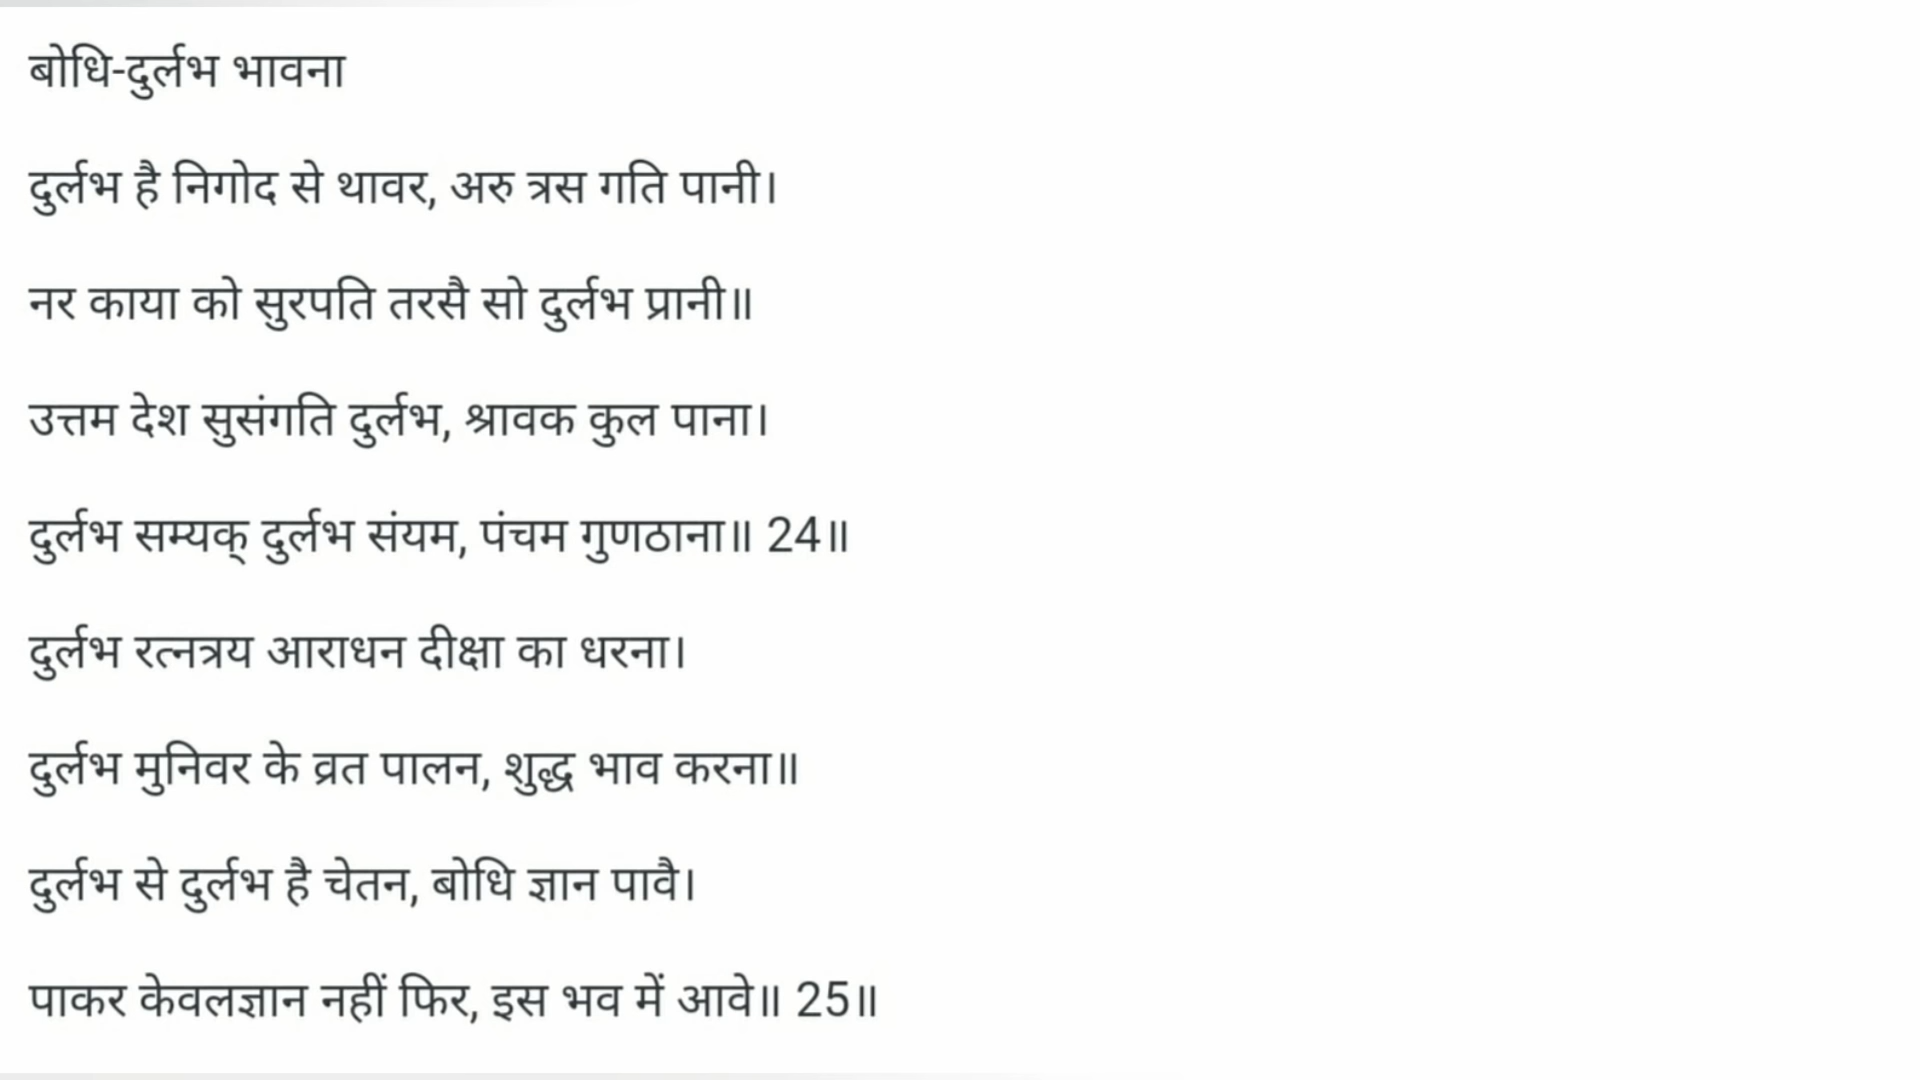 बोधि-दुर्लभ भावना
दुर्लभ है निगोद से थावर, अरु त्रस गति पानी।
नर काया को सुरपति तरसै सो दुर्लभ प्रानी॥
उत्तम देश सुसंगति दुर्लभ, श्रावक कुल पाना।
दुर्लभ सम्यक् दुर्लभ संयम, पंचम गुणठाना॥ 24॥
दुर्लभ रत्नत्रय आराधन दीक्षा का धरना।
दुर्लभ मुनिवर के व्रत पालन, शुद्ध भाव करना॥
दुर्लभ से दुर्लभ है चेतन, बोधि ज्ञान पावै।
पाकर केवलज्ञान नहीं फिर, इस भव में आवे॥ 25॥